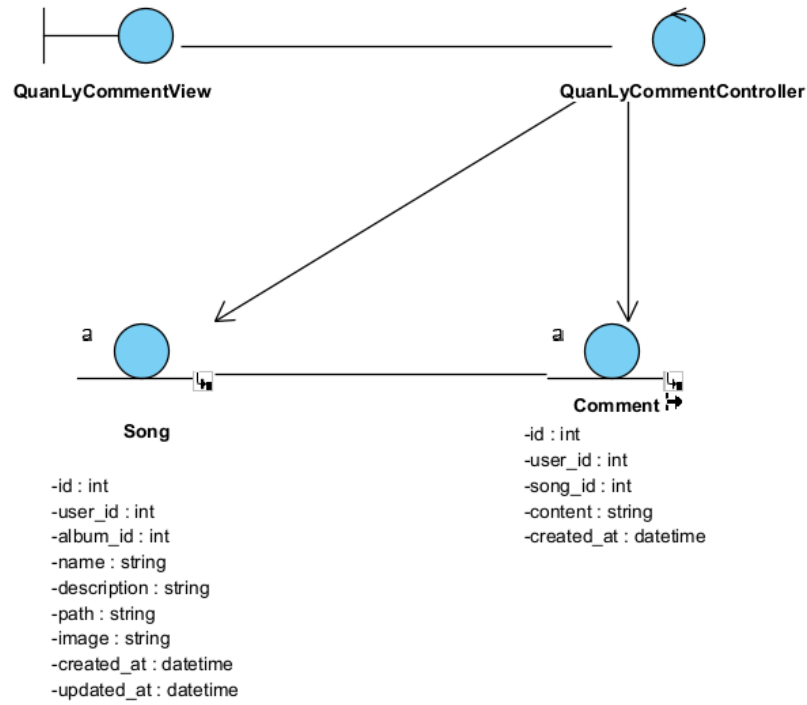 QuanLyCommentView
QuanLyCommentController
a
a
Song
-id : int
-user_id : int
-album_id : int
-name : string
-description : string
-path : string
-image : string
-created_at : datetime
-updated_at : datetime
Comment
-id : int
-user_id : int
-song_id : int
-content : string
-created_at : datetime